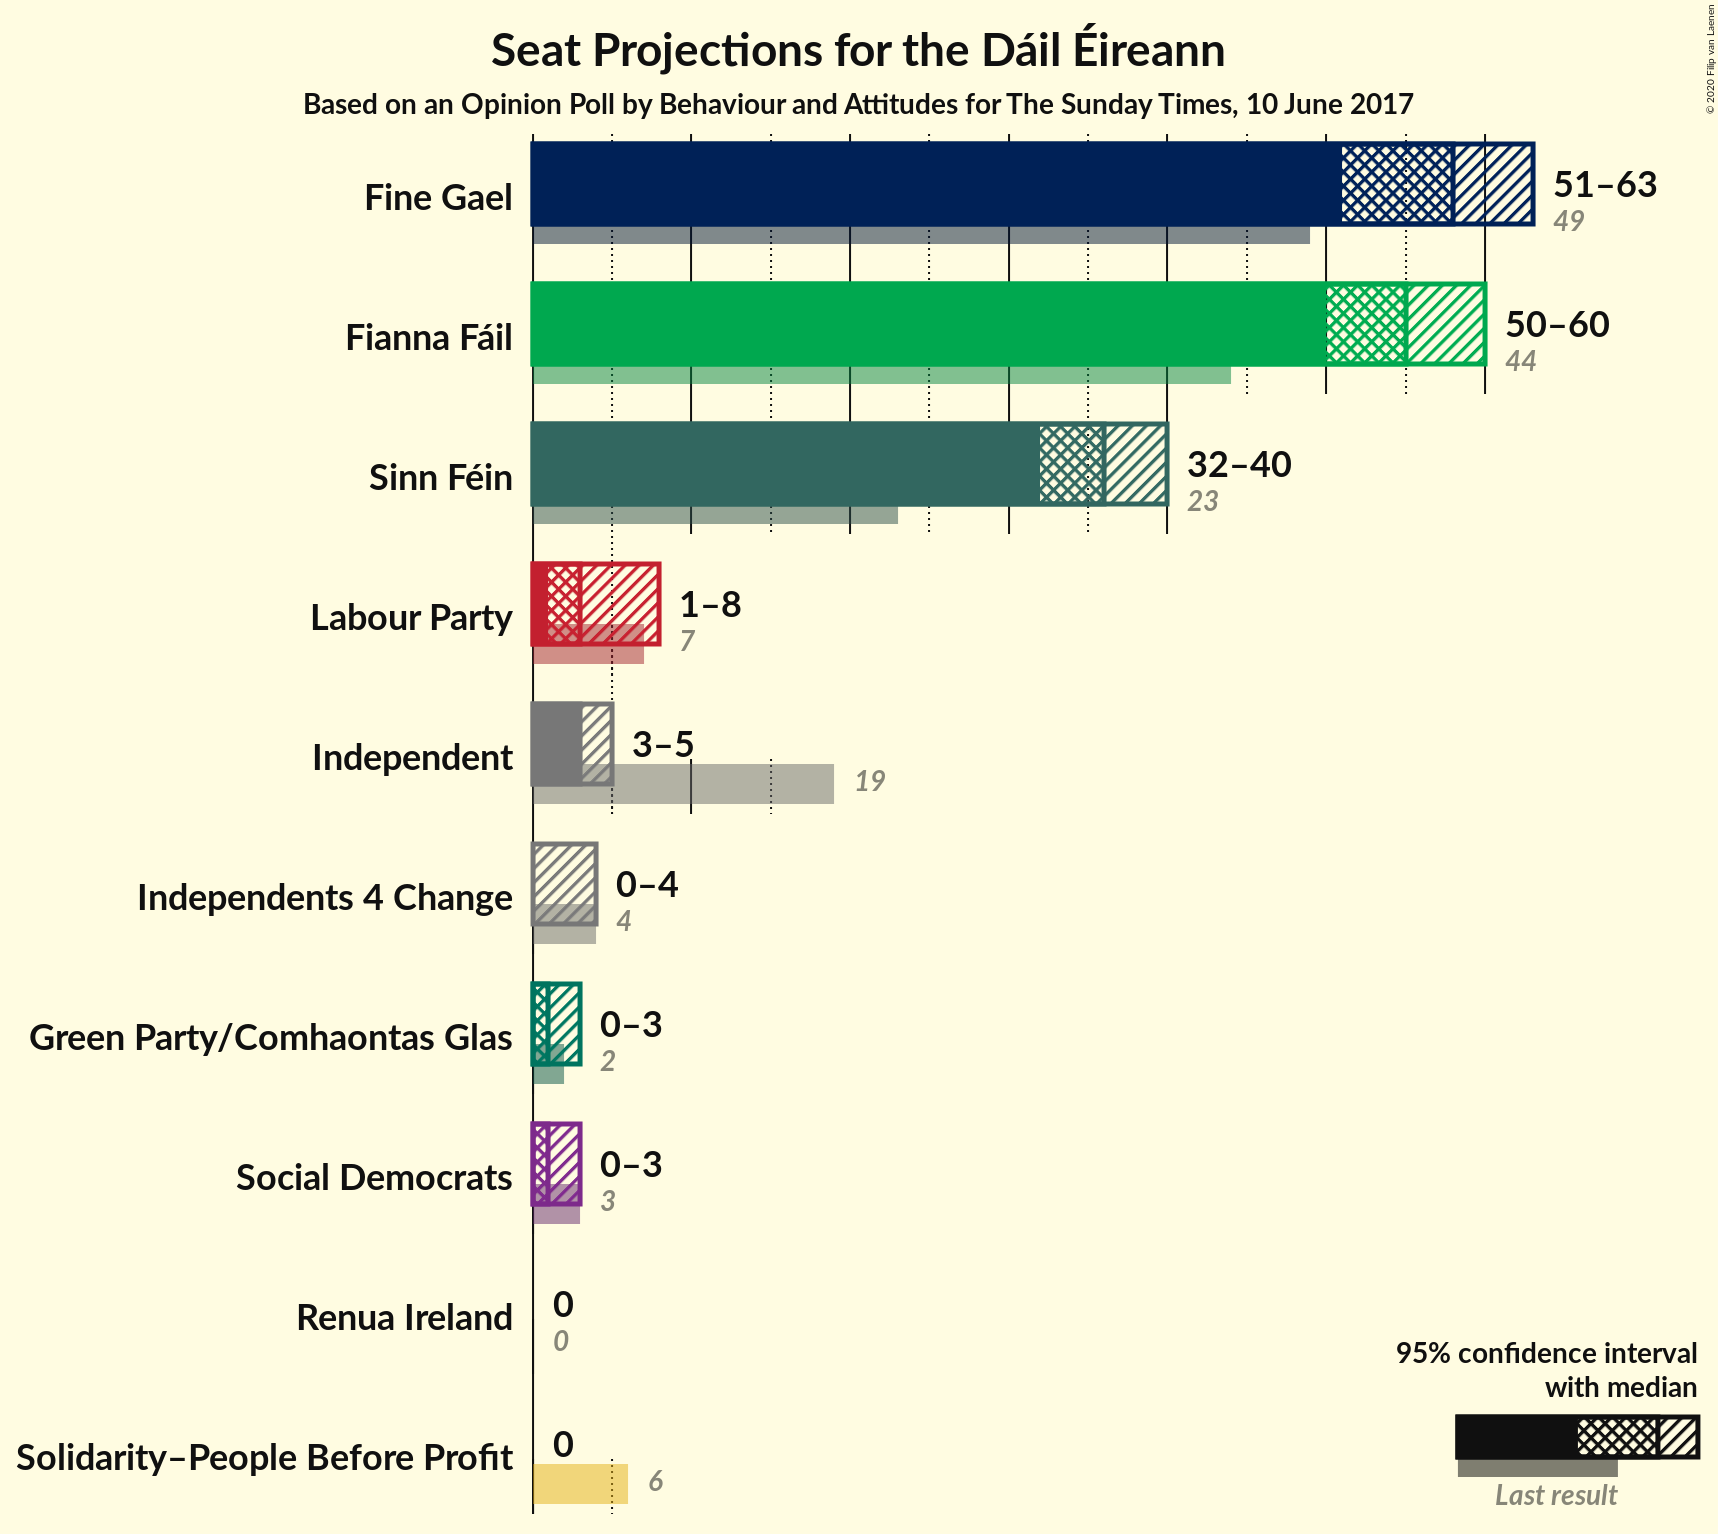 Seat Projections for the Dáil Éireann
Based on an Opinion Poll by Behaviour and Attitudes for The Sunday Times, 10 June 2017
© 2020 Filip van Laenen
Fine Gael
51–63
49
Fianna Fáil
50–60
44
Sinn Féin
32–40
23
Labour Party
1–8
7
Independent
3–5
19
Independents 4 Change
0–4
4
Green Party/Comhaontas Glas
0–3
2
Social Democrats
0–3
3
Renua Ireland
0
0
Solidarity–People Before Profit
0
6
95% confidence interval
with median
Last result